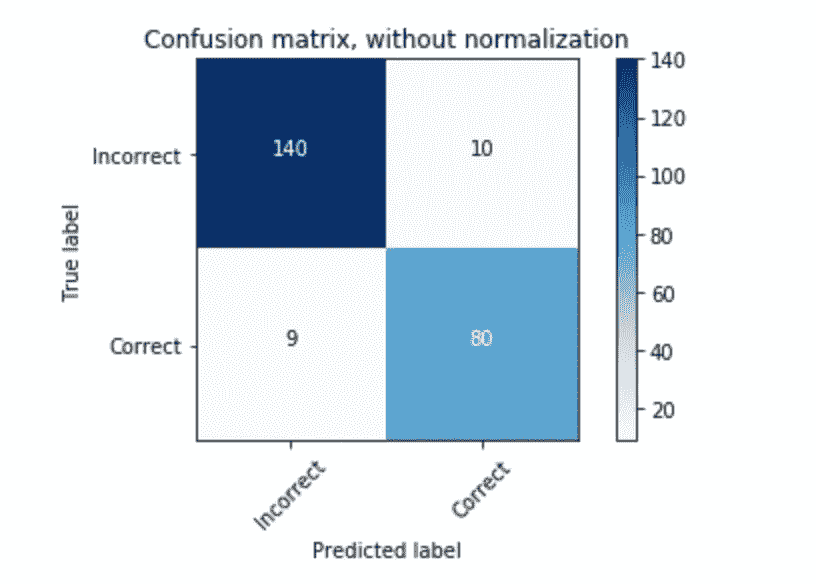 Confusion matrix, without normalization
140
120
100
80
60
40
20
Incorrect
140
10
Correct
9
80
True label
Incorrect
Correct
Predicted label